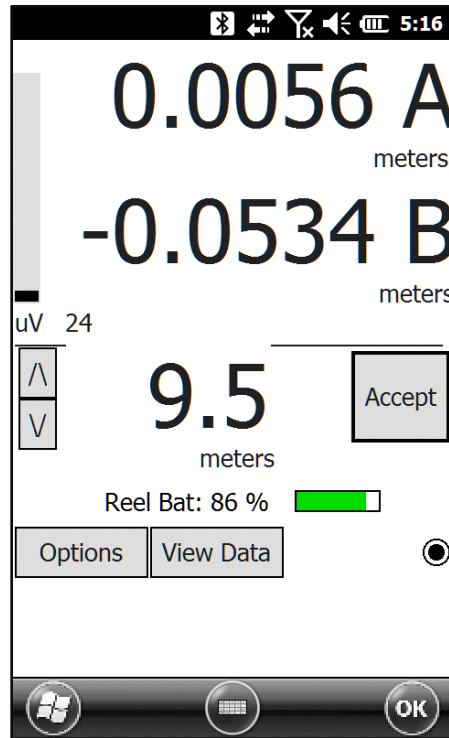 5:16
0.0056 A
meters
-0.0534 B
meters
uV 24
/\
\/
9.5
meters
Accept
Reel Bat: 86 %
Options View Data
OK